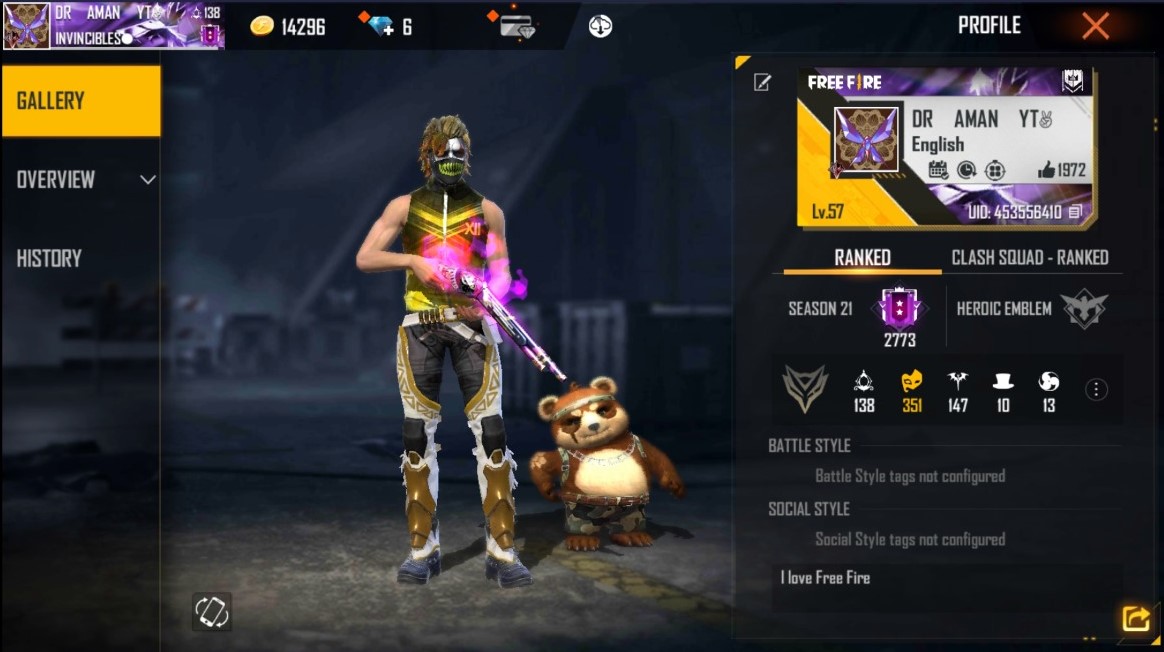 DR AMAN YT✌ 138
INVINCIBLES
14296
6
PROFILE
GALLERY
OVERVIEW
HISTORY
FREE FIRE
DR AMAN YT✌
English
1972
Lv.57
UID: 453556410
RANKED
CLASH SQUAD - RANKED
SEASON 21
2773
HEROIC EMBLEM
138 351 147 10 13
BATTLE STYLE
Battle Style tags not configured
SOCIAL STYLE
Social Style tags not configured
I love Free Fire
XII